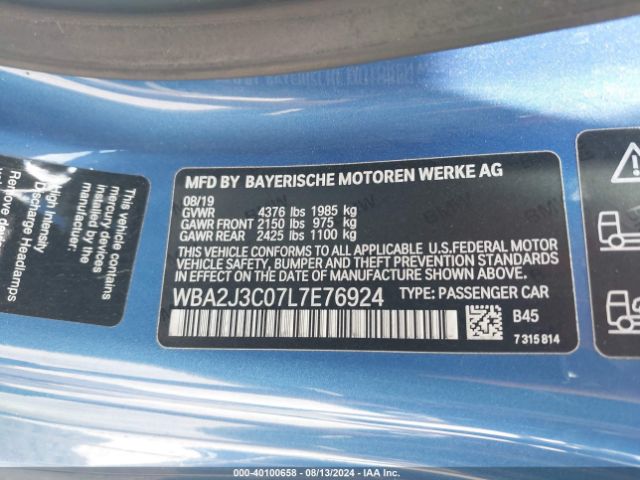 MFD BY BAYERISCHE MOTOREN WERKE AG
08/19
GVWR 4376 lbs 1985 kg
GAWR FRONT 2150 lbs 975 kg
GAWR REAR 2425 lbs 1100 kg
THIS VEHICLE CONFORMS TO ALL APPLICABLE U.S.FEDERAL MOTOR
VEHICLE SAFETY, BUMPER AND THEFT PREVENTION STANDARDS
IN EFFECT ON THE DATE OF MANUFACTURE SHOWN ABOVE.
WBA2J3C07L7E76924 TYPE: PASSENGER CAR
B45
7 315 814
This vehicle contains
mercury devices in
High Intensity
Discharge Headlamps
000-40100658 - 08/13/2024 - IAA Inc.